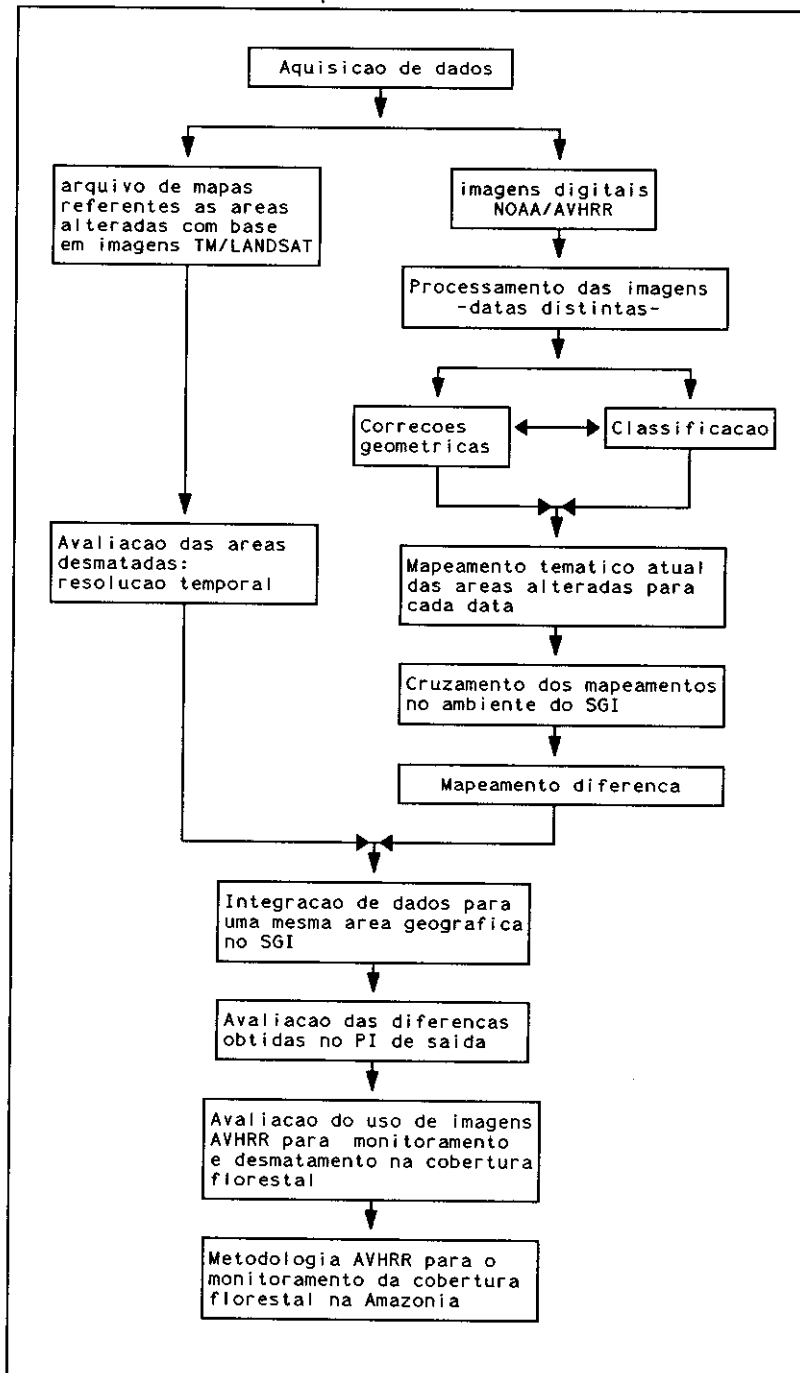 Aquisicao de dados
arquivo de mapas
referentes as areas
alteradas com base
em imagens TM/LANDSAT
imagens digitais
NOAA/AVHRR
Processamento das imagens
-datas distintas-
Correcoes
geometricas
Classificacao
Avaliacao das areas
desmatadas:
resolucao temporal
Mapeamento tematico atual
das areas alteradas para
cada data
Cruzamento dos mapeamentos
no ambiente do SGI
Mapeamento diferenca
Integracao de dados para
uma mesma area geografica
no SGI
Avaliacao das diferencas
obtidas no PI de saida
Avaliacao do uso de imagens
AVHRR para monitoramento
e desmatamento na cobertura
florestal
Metodologia AVHRR para o
monitoramento da cobertura
florestal na Amazonia